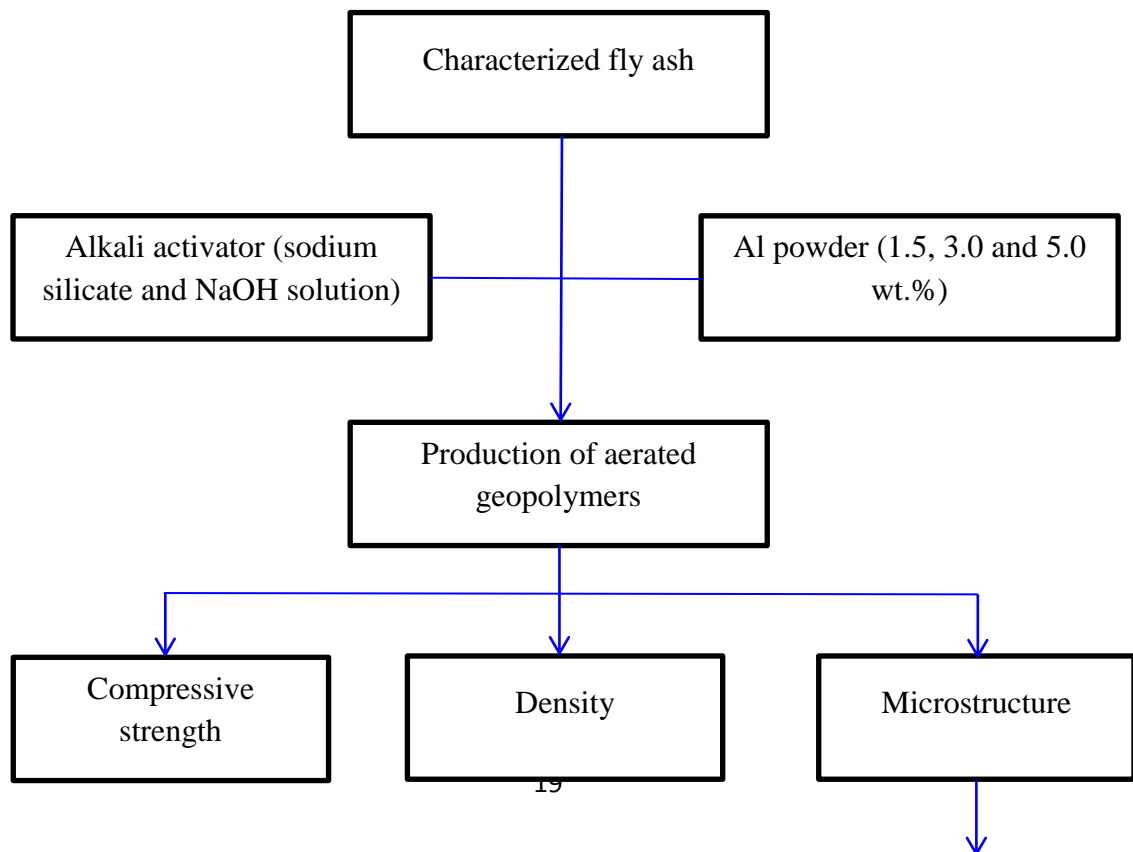 Characterized fly ash
Alkali activator (sodium
silicate and NaOH solution)
Al powder (1.5, 3.0 and 5.0
wt.%)
Production of aerated
geopolymers
Compressive
strength
Density
Microstructure
19